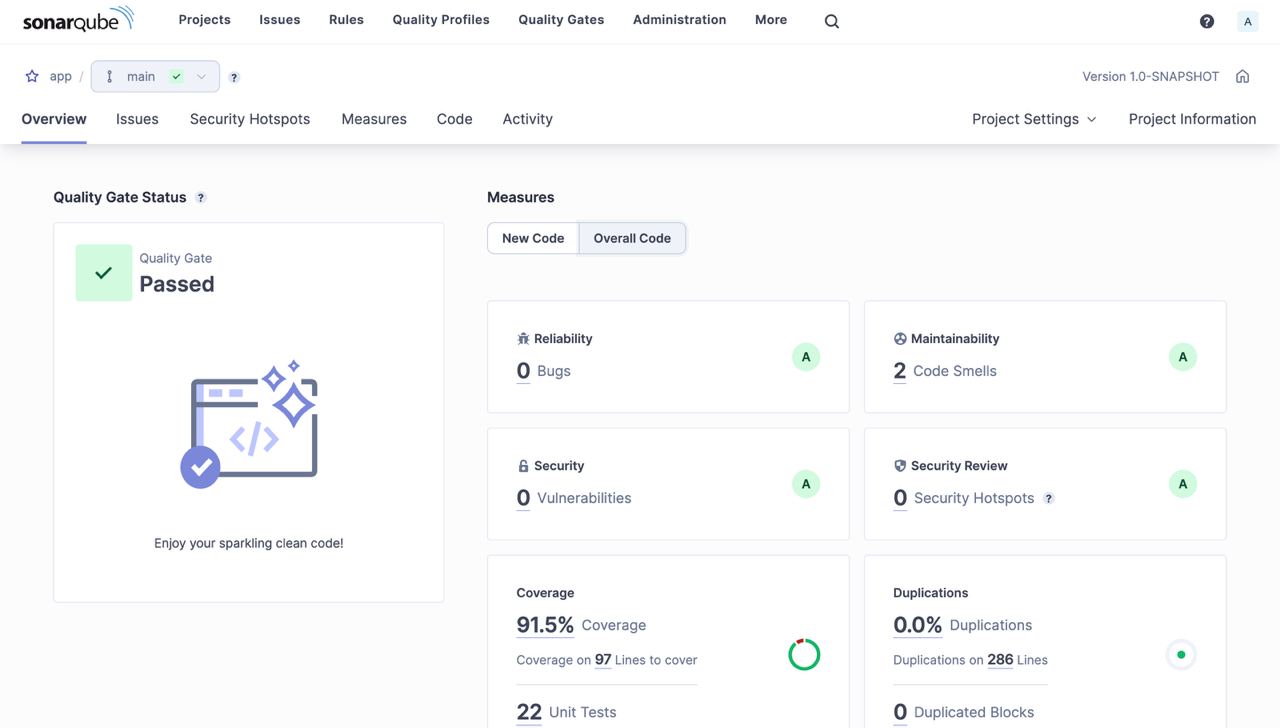 sonarqube Projects Issues Rules Quality Profiles Quality Gates Administration More A
app / main Version 1.0-SNAPSHOT
Overview Issues Security Hotspots Measures Code Activity Project Settings Project Information
Quality Gate Status ?
Quality Gate
Passed
Enjoy your sparkling clean code!
Measures
New Code Overall Code
Reliability
0 Bugs A
Maintainability
2 Code Smells A
Security
0 Vulnerabilities A
Security Review
0 Security Hotspots ? A
Coverage
91.5% Coverage
Coverage on 97 Lines to cover
22 Unit Tests
Duplications
0.0% Duplications
Duplications on 286 Lines
0 Duplicated Blocks